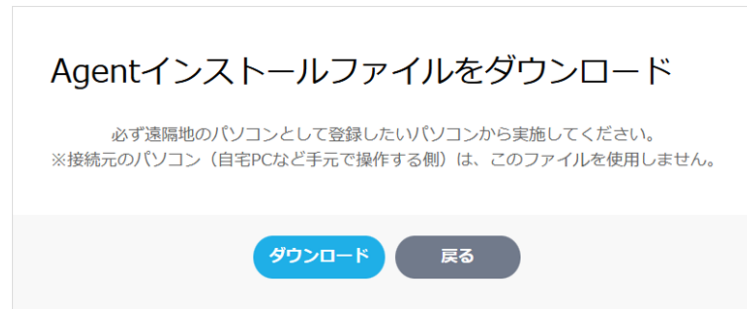 Agentインストールファイルをダウンロード
必ず遠隔地のパソコンとして登録したいパソコンから実施してください。
※接続元のパソコン（自宅PCなど手元で操作する側）は、このファイルを使用しません。
ダウンロード
戻る